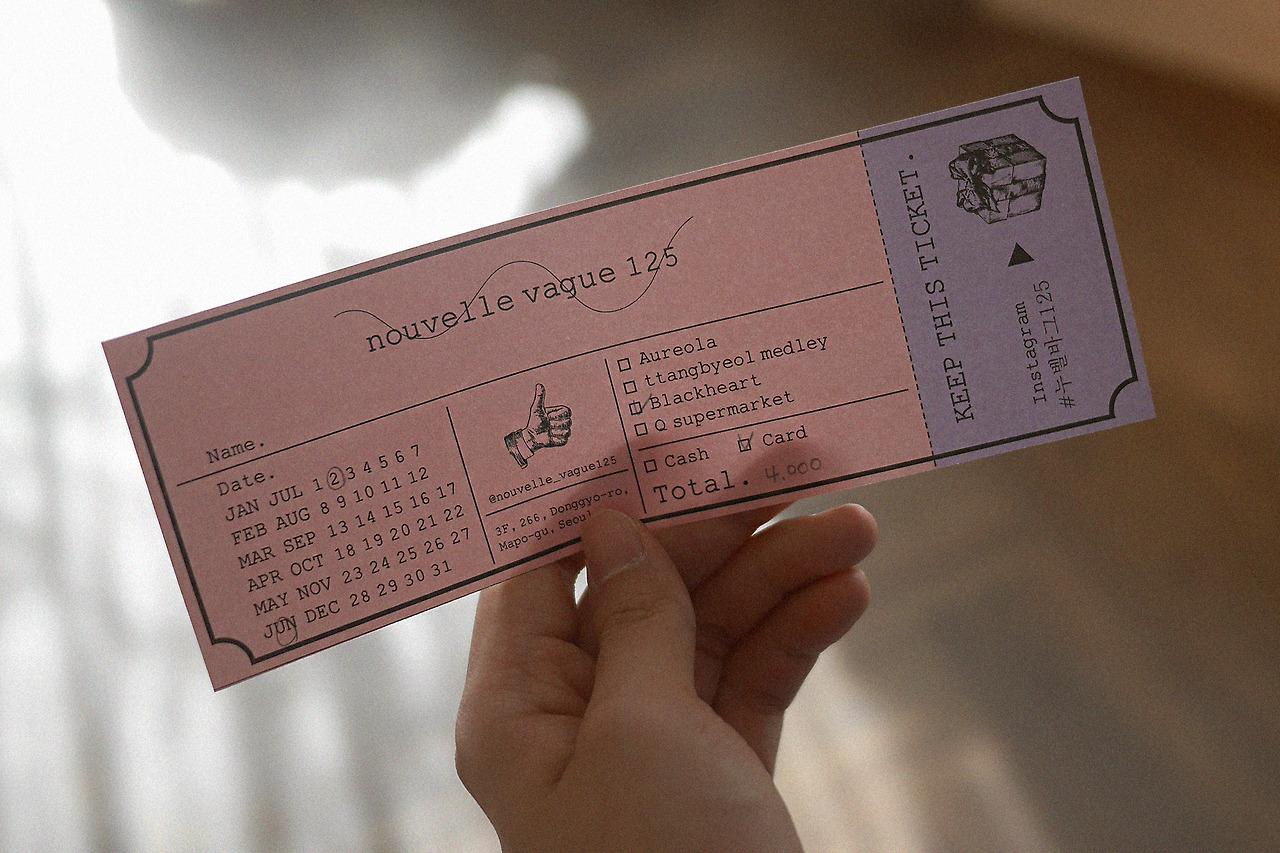 nouvelle vague 125
Name.
Date.
JAN JUL 1 2 3 4 5 6 7
FEB AUG 8 9 10 11 12
MAR SEP 13 14 15 16 17
APR OCT 18 19 20 21 22
MAY NOV 23 24 25 26 27
JUN DEC 28 29 30 31
@nouvelle_vague125
3F, 266, Donggyo-ro,
Mapo-gu, Seoul
Aureola
ttangbyeol medley
Blackheart
Q supermarket
Cash Card
Total. 4.000
KEEP THIS TICKET.
Instagram
#누벨바그125